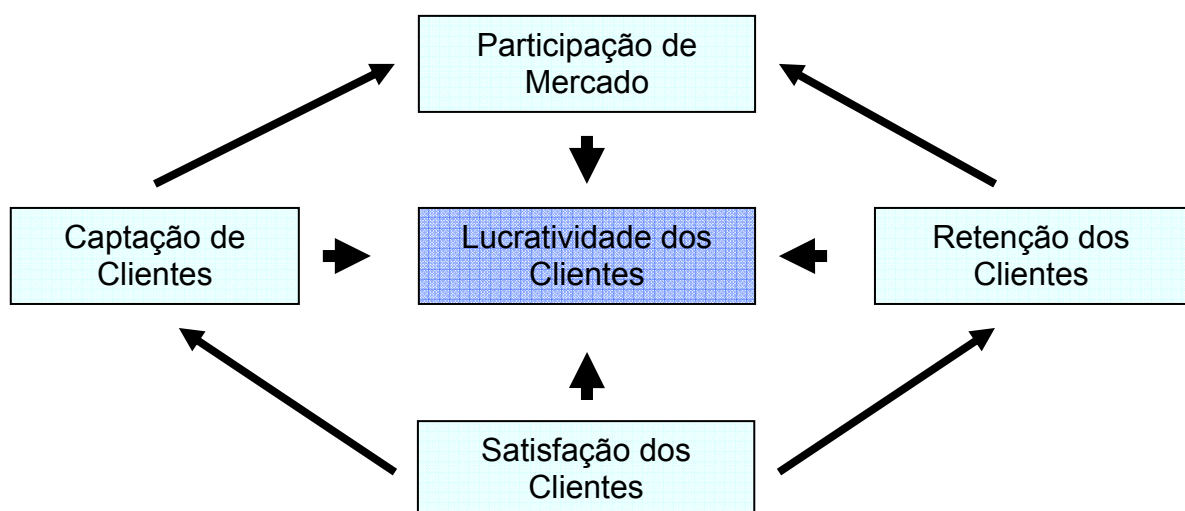 Participação de
Mercado
Captação de
Clientes
Lucratividade dos
Clientes
Retenção dos
Clientes
Satisfação dos
Clientes